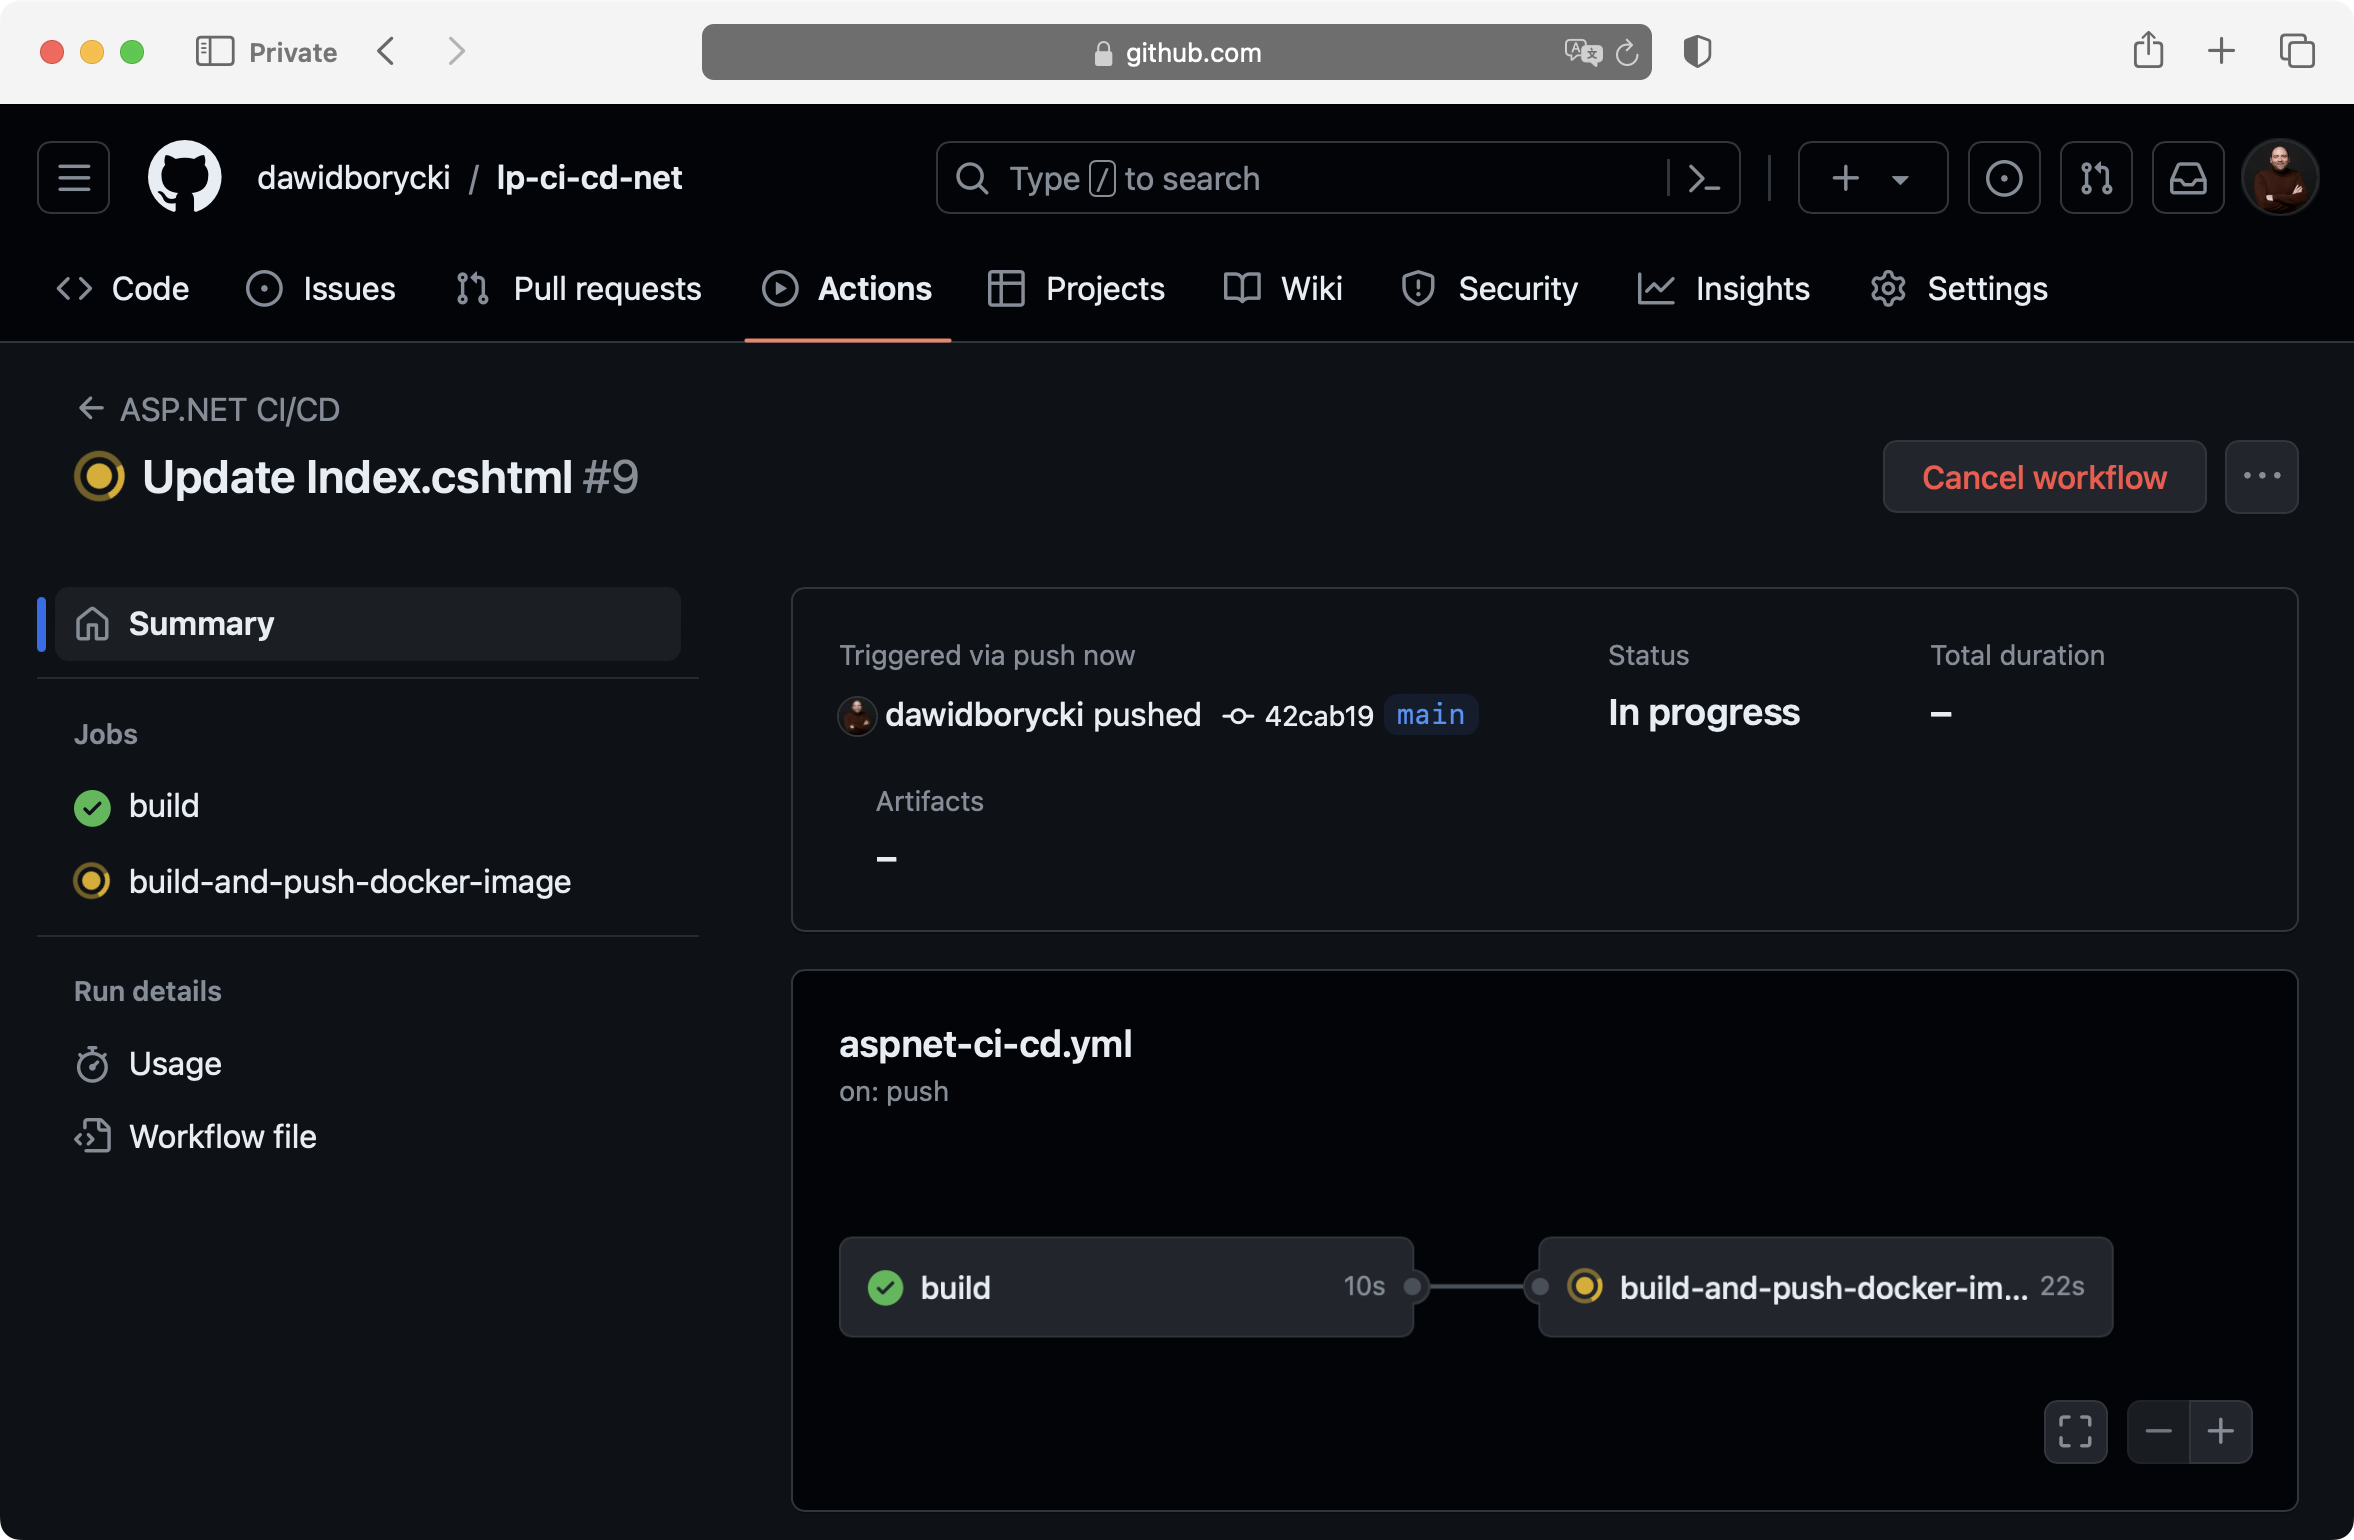 Private
github.com
dawidborycki / lp-ci-cd-net
Type / to search
Code
Issues
Pull requests
Actions
Projects
Wiki
Security
Insights
Settings
ASP.NET CI/CD
Update Index.cshtml #9
Cancel workflow
Summary
Jobs
build
build-and-push-docker-image
Run details
Usage
Workflow file
Triggered via push now
dawidborycki pushed 42cab19 main
Status
In progress
Total duration
–
Artifacts
–
aspnet-ci-cd.yml
on: push
build 10s
build-and-push-docker-im... 22s